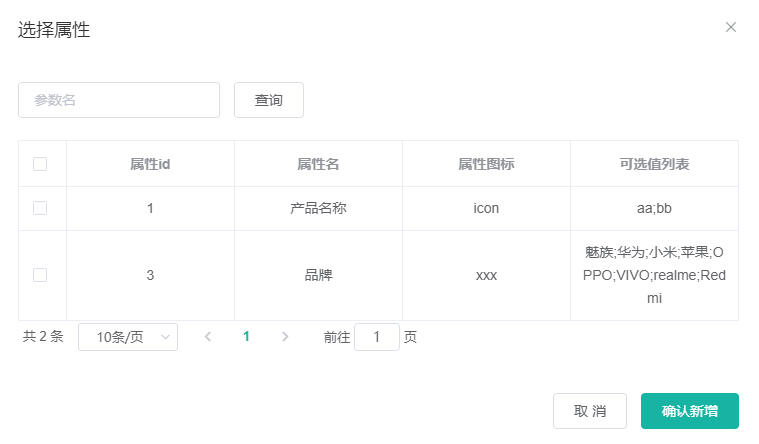 选择属性
参数名 查询
属性id 属性名 属性图标 可选值列表
1 产品名称 icon aa;bb
3 品牌 xxx 魅族;华为;小米;苹果;O
PPO;VIVO;realme;Red
mi
共 2 条 10条/页 1 前往 1 页
取 消 确认新增